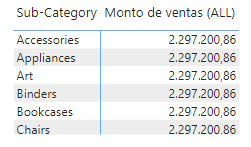 Sub-Category Monto de ventas (ALL)
Accessories 2.297.200,86
Appliances 2.297.200,86
Art 2.297.200,86
Binders 2.297.200,86
Bookcases 2.297.200,86
Chairs 2.297.200,86